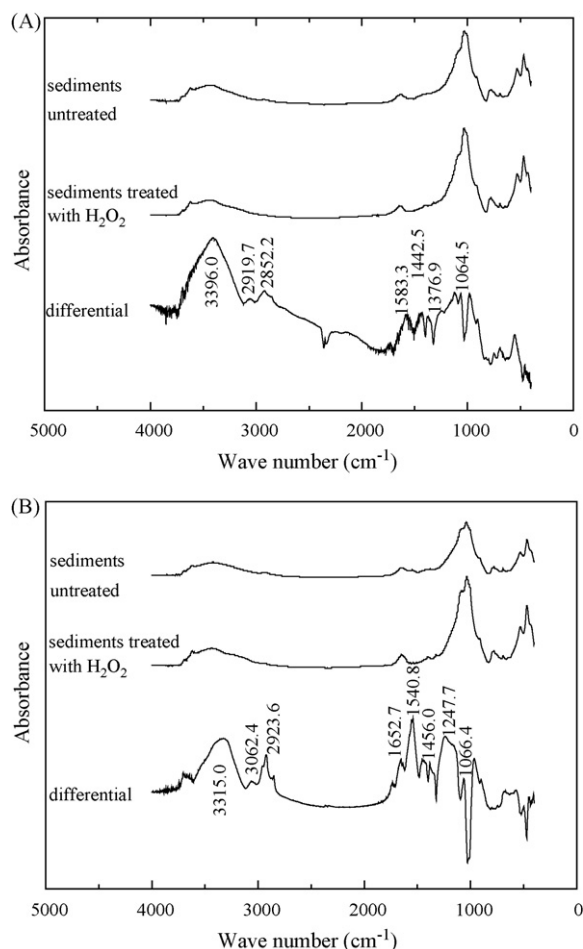 (A)
sediments
untreated
sediments treated
with H₂O₂
differential
3396.0
2919.7
2852.2
1583.3
1442.5
1376.9
1064.5
Absorbance
5000 4000 3000 2000 1000 0
Wave number (cm⁻¹)
(B)
sediments
untreated
sediments treated
with H₂O₂
differential
3315.0
3062.4
2923.6
1652.7
1540.8
1456.0
1247.7
1066.4
Absorbance
5000 4000 3000 2000 1000 0
Wave number (cm⁻¹)